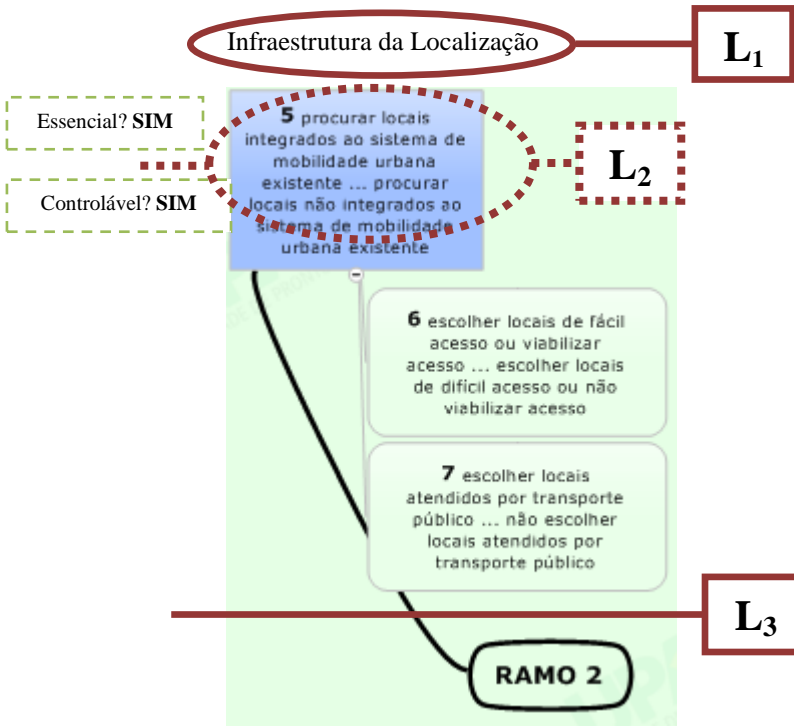 Infraestrutura da Localização
L1
Essencial? SIM
Controlável? SIM
5 procurar locais
integrados ao sistema de
mobilidade urbana
existente ... procurar
locais não integrados ao
sistema de mobilidade
urbana existente
L2
6 escolher locais de fácil
acesso ou viabilizar
acesso ... escolher locais
de difícil acesso ou não
viabilizar acesso
7 escolher locais
atendidos por transporte
público ... não escolher
locais atendidos por
transporte público
L3
RAMO 2